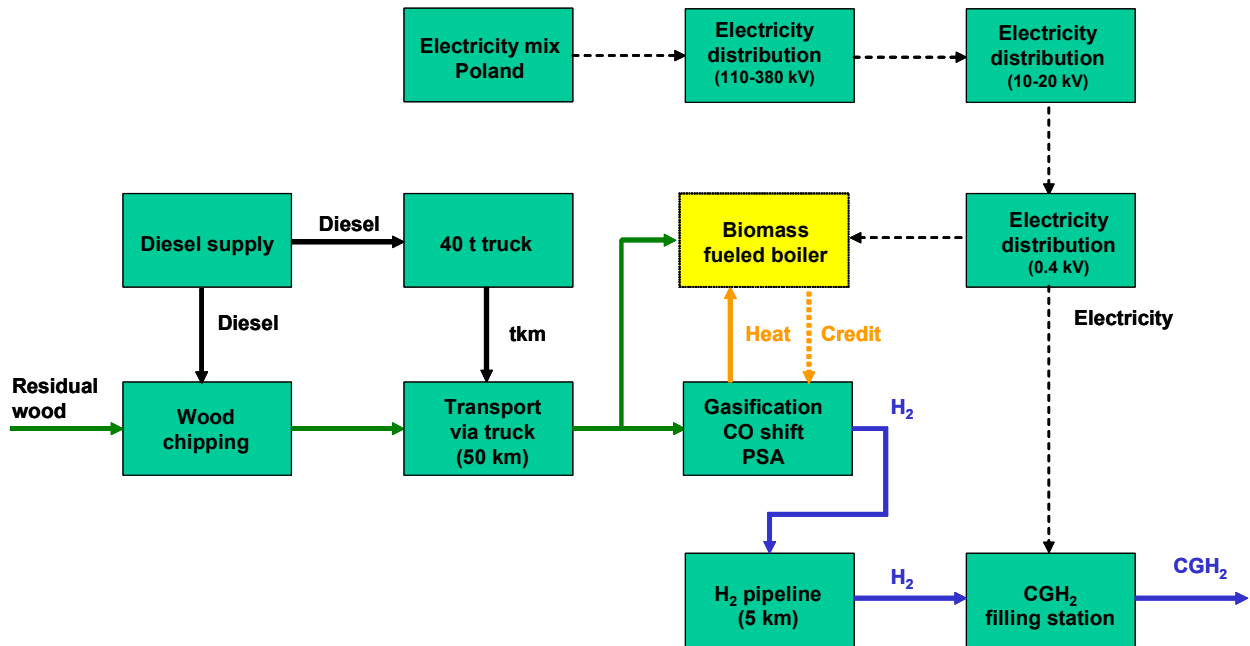 Electricity mix
Poland
Electricity
distribution
(110-380 kV)
Electricity
distribution
(10-20 kV)
Diesel supply
Diesel
40 t truck
Biomass
fueled boiler
Electricity
distribution
(0.4 kV)
Diesel
tkm
Heat
Credit
Electricity
Residual
wood
Wood
chipping
Transport
via truck
(50 km)
Gasification
CO shift
PSA
H₂
H₂ pipeline
(5 km)
H₂
CGH₂
filling station
CGH₂